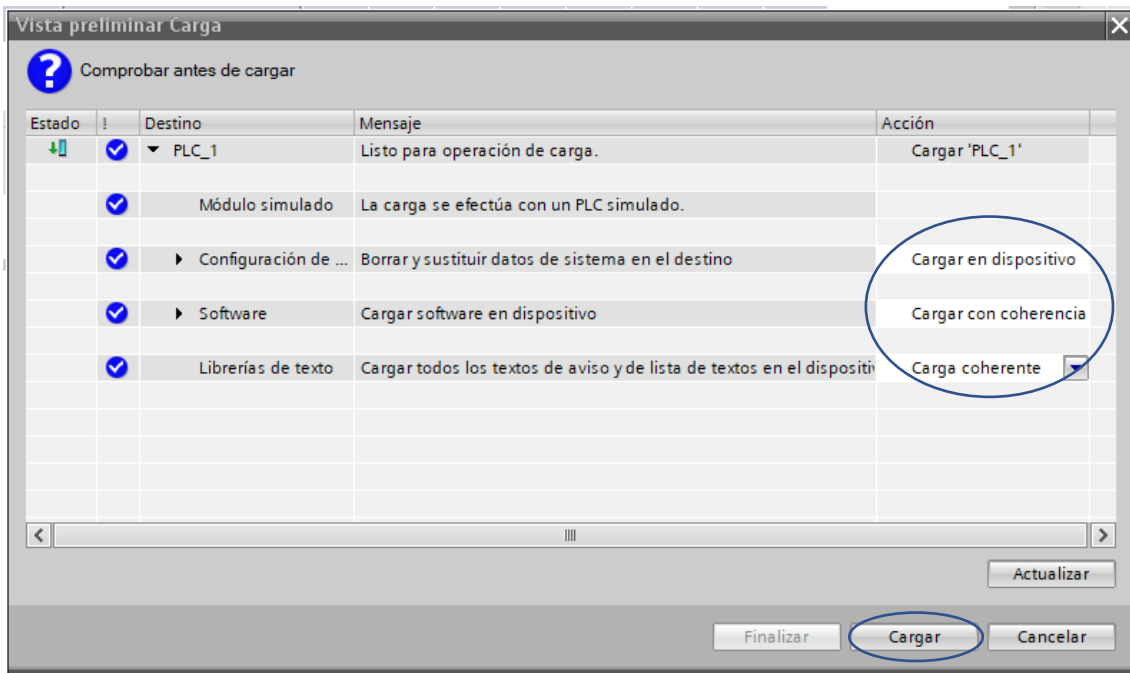 Vista preliminar Carga
Comprobar antes de cargar
Estado ! Destino Mensaje Acción
PLC_1 Listo para operación de carga. Cargar 'PLC_1'
Módulo simulado La carga se efectúa con un PLC simulado.
Configuración de ... Borrar y sustituir datos de sistema en el destino Cargar en dispositivo
Software Cargar software en dispositivo Cargar con coherencia
Librerías de texto Cargar todos los textos de aviso y de lista de textos en el dispositiv Carga coherente
Actualizar
Finalizar Cargar Cancelar